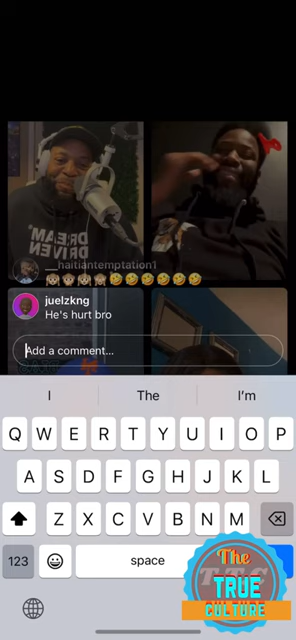 DREAM
DRIVEN
__haitiantemptation1
juelzkng
He's hurt bro
Add a comment...
I The I'm
Q W E R T Y U I O P
A S D F G H J K L
Z X C V B N M
123 space
The
T.T.C
TRUE
CULTURE